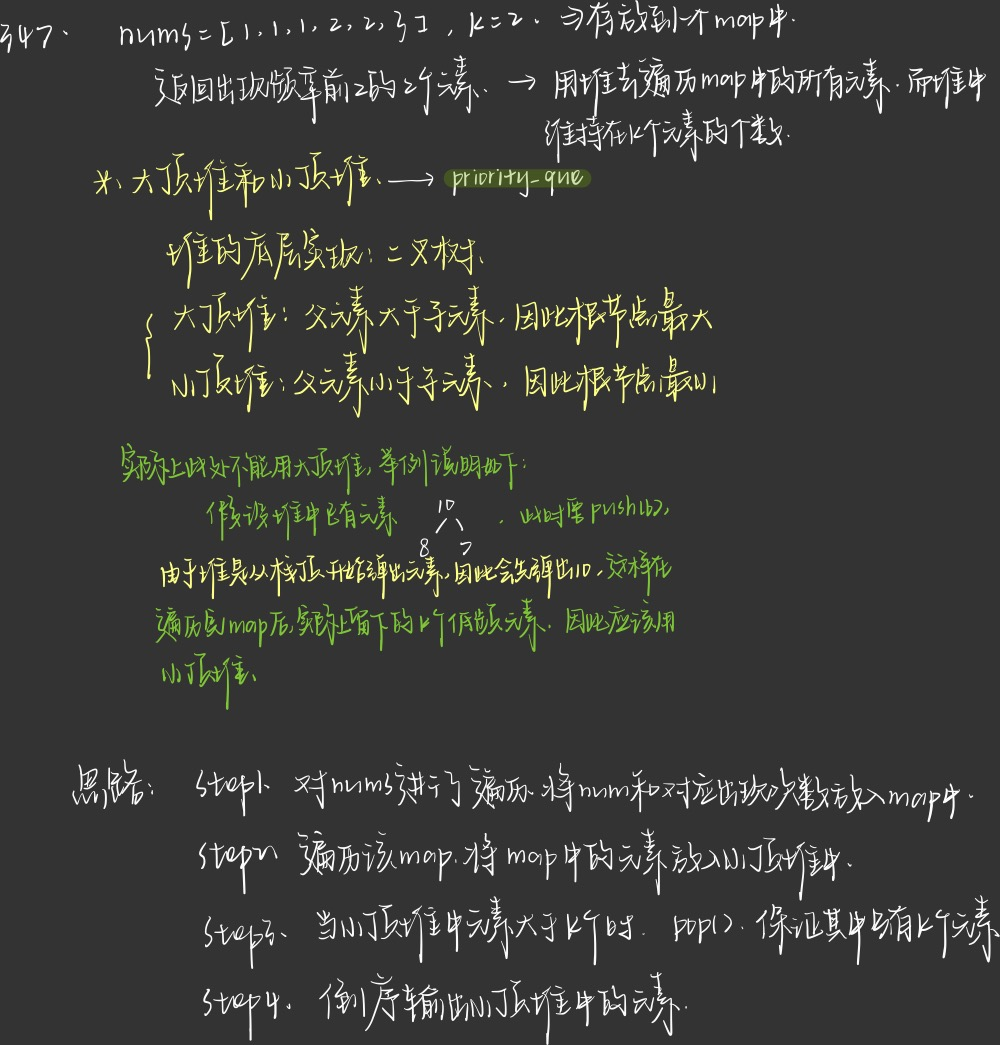 347. nums=[1,1,1,2,2,3], k=2. ⇒存放到一个map中.
返回出现频率前2的2个元素. → 用堆去遍历map中的所有元素.而堆中
维持在k个元素的个数.
米、大顶堆和小顶堆、→ priority_que
堆的底层实现:二叉树、
大顶堆:父元素大于子元素,因此根节点最大
小顶堆:父元素小于子元素、,因此根节点最小
实际上此处不能用大顶堆,举例说明如下:
假设堆中已有元素 10 8 7 , 此时需push(6),
由于堆是从栈顶开始弹出元素,因此会先弹出10,这样在
遍历完map后,实际上留下的k个低频元素.因此应该用
小顶堆、
思路: Step1、对nums进行了遍历.将num和对应出现次数放入map中.
Step2、遍历该map.将map中的元素放入小顶堆中.
Step3、当小顶堆中元素大于k个时. pop().保证其中只有k个元素
Step4、倒序输出小顶堆中的元素.